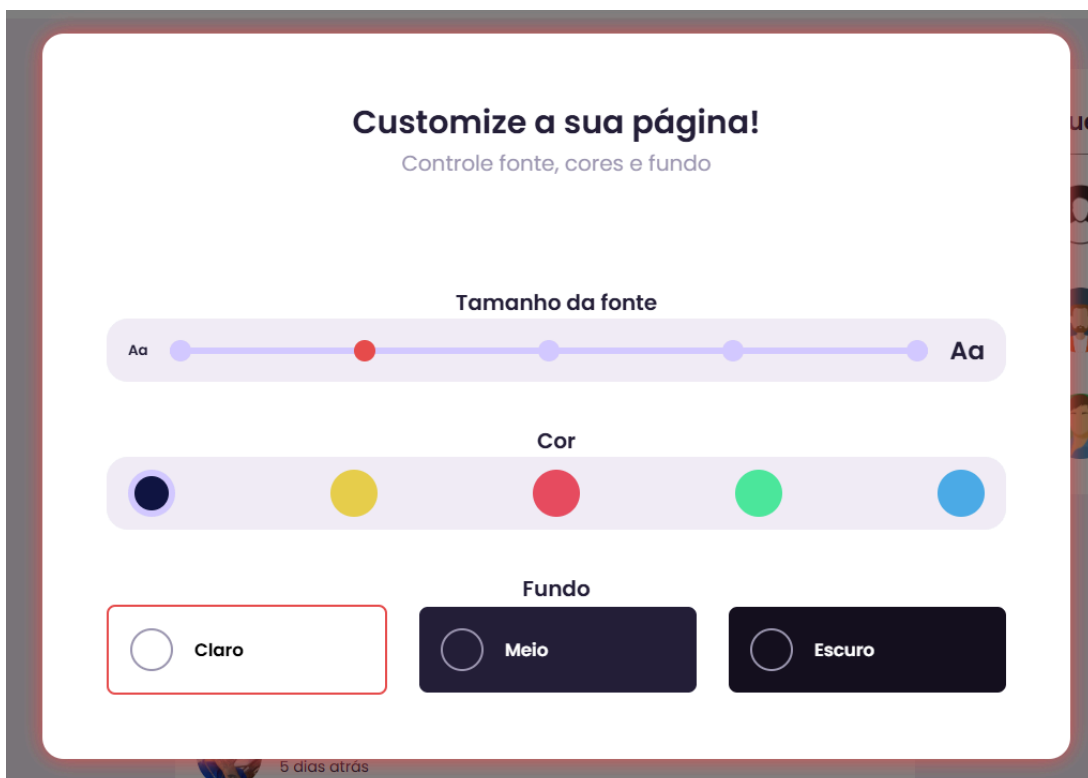 Customize a sua página!
Controle fonte, cores e fundo
Tamanho da fonte
Aa Aa
Cor
Fundo
Claro Meio Escuro
5 dias atrás